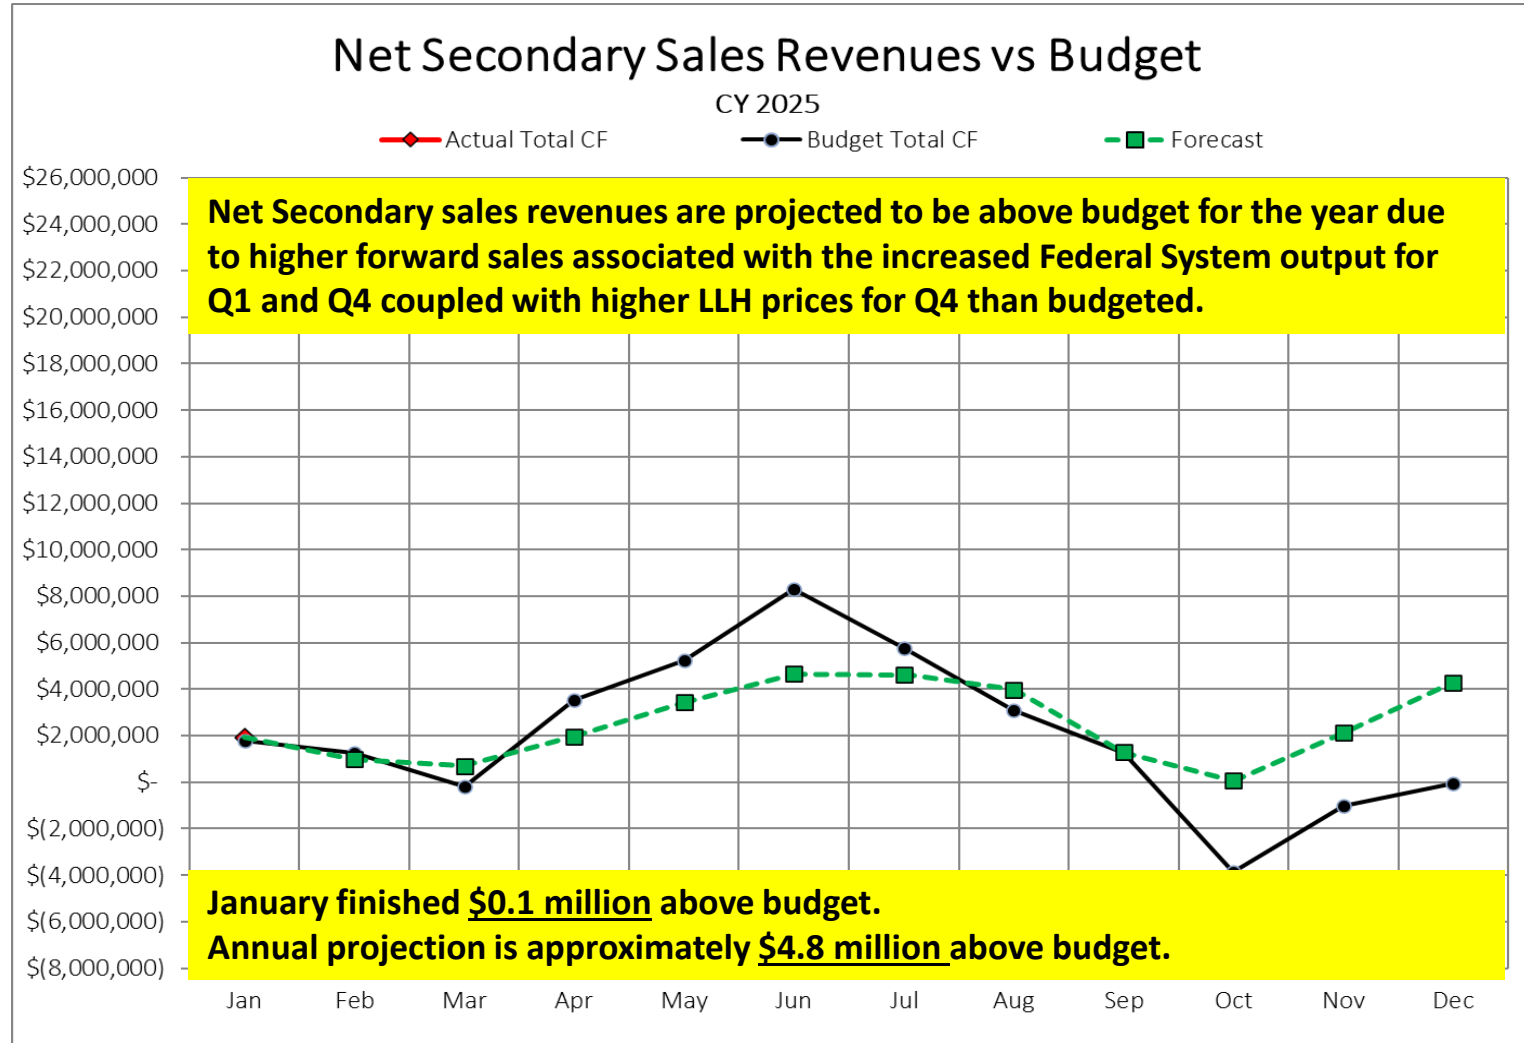 Net Secondary Sales Revenues vs Budget
CY 2025
Actual Total CF
Budget Total CF
Forecast
$26,000,000
$24,000,000
$22,000,000
$20,000,000
$18,000,000
$16,000,000
$14,000,000
$12,000,000
$10,000,000
$8,000,000
$6,000,000
$4,000,000
$2,000,000
$-
$(2,000,000)
$(4,000,000)
$(6,000,000)
$(8,000,000)
Net Secondary sales revenues are projected to be above budget for the year due
to higher forward sales associated with the increased Federal System output for
Q1 and Q4 coupled with higher LLH prices for Q4 than budgeted.
January finished $0.1 million above budget.
Annual projection is approximately $4.8 million above budget.
Jan Feb Mar Apr May Jun Jul Aug Sep Oct Nov Dec